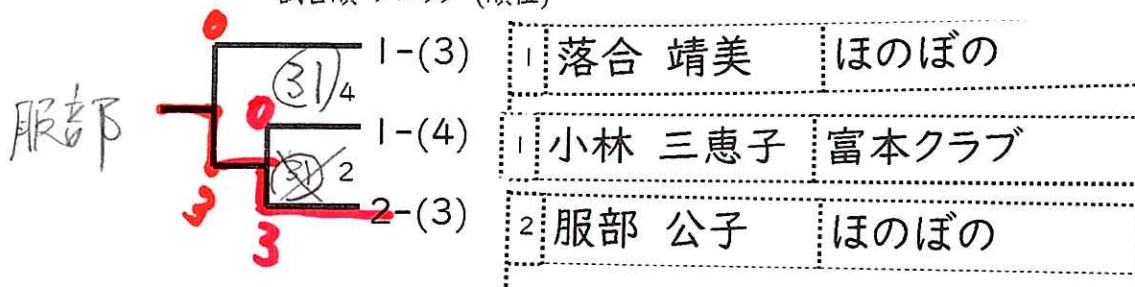 0
1-(3) 1 落合 靖美 ほのぼの
31 4
服部
0
1-(4) 1 小林 三恵子 富本クラブ
31 2
3
2-(3) 2 服部 公子 ほのぼの
3